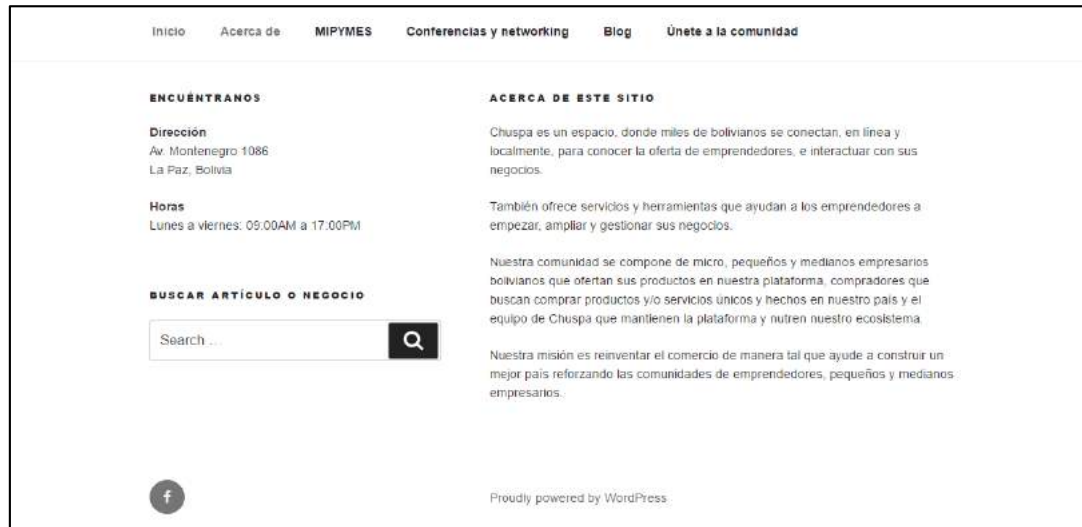 Inicio Acerca de MIPYMES Conferencias y networking Blog Únete a la comunidad
ENCUÉNTRANOS
Dirección
Av. Montenegro 1086
La Paz, Bolivia
Horas
Lunes a viernes: 09:00AM a 17:00PM
BUSCAR ARTÍCULO O NEGOCIO
Search ...
ACERCA DE ESTE SITIO
Chuspa es un espacio, donde miles de bolivianos se conectan, en línea y
localmente, para conocer la oferta de emprendedores, e interactuar con sus
negocios.
También ofrece servicios y herramientas que ayudan a los emprendedores a
empezar, ampliar y gestionar sus negocios.
Nuestra comunidad se compone de micro, pequeños y medianos empresarios
bolivianos que ofertan sus productos en nuestra plataforma, compradores que
buscan comprar productos y/o servicios únicos y hechos en nuestro país y el
equipo de Chuspa que mantienen la plataforma y nutren nuestro ecosistema.
Nuestra misión es reinventar el comercio de manera tal que ayude a construir un
mejor país reforzando las comunidades de emprendedores, pequeños y medianos
empresarios.
f
Proudly powered by WordPress